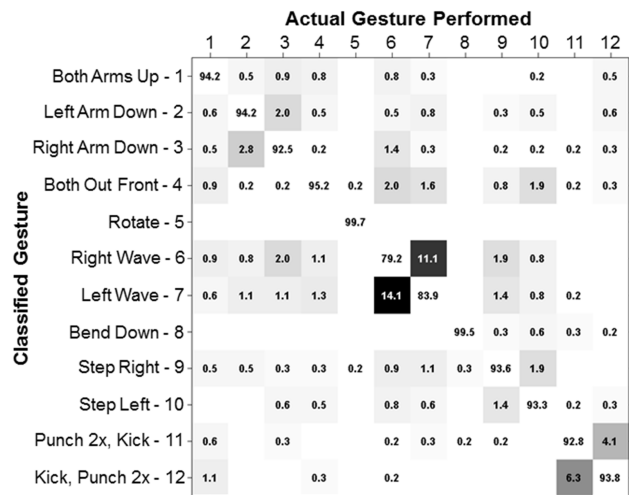 Actual Gesture Performed
1 2 3 4 5 6 7 8 9 10 11 12
Classified Gesture
Both Arms Up - 1 94.2 0.5 0.9 0.8 0.8 0.3 0.2 0.5
Left Arm Down - 2 0.6 94.2 2.0 0.5 0.5 0.8 0.3 0.5 0.6
Right Arm Down - 3 0.5 2.8 92.5 0.2 1.4 0.3 0.2 0.2 0.2 0.3
Both Out Front - 4 0.9 0.2 0.2 95.2 0.2 2.0 1.6 0.8 1.9 0.2 0.3
Rotate - 5 99.7
Right Wave - 6 0.9 0.8 2.0 1.1 79.2 11.1 1.9 0.8
Left Wave - 7 0.6 1.1 1.1 1.3 14.1 83.9 1.4 0.8 0.2
Bend Down - 8 99.5 0.3 0.6 0.3 0.2
Step Right - 9 0.5 0.5 0.3 0.3 0.2 0.9 1.1 0.3 93.6 1.9
Step Left - 10 0.6 0.5 0.8 0.6 1.4 93.3 0.2 0.3
Punch 2x, Kick - 11 0.6 0.3 0.2 0.3 0.2 0.2 92.8 4.1
Kick, Punch 2x - 12 1.1 0.3 0.2 6.3 93.8